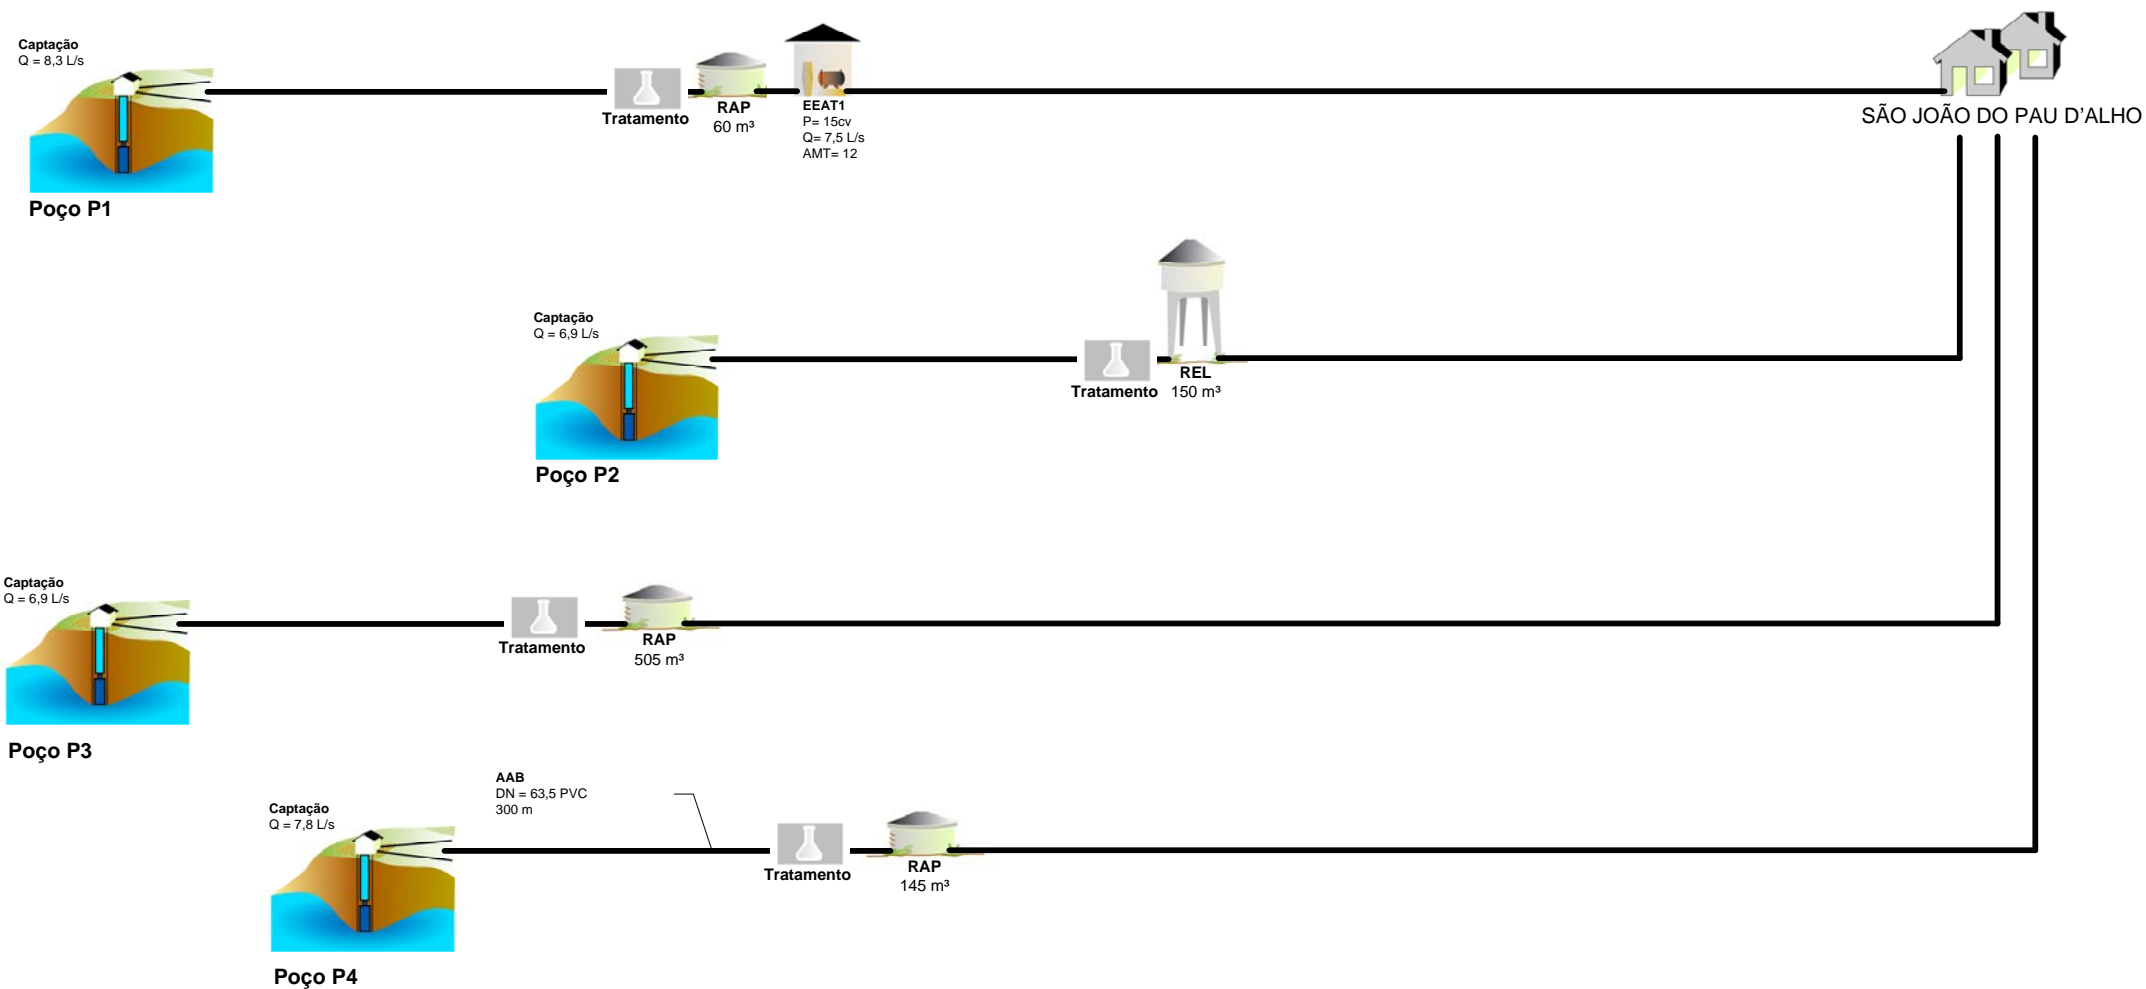 Captação
Q = 8,3 L/s
Poço P1
Tratamento
RAP
60 m³
EEAT1
P= 15cv
Q= 7,5 L/s
AMT= 12
SÃO JOÃO DO PAU D'ALHO
Captação
Q = 6,9 L/s
Poço P2
Tratamento
REL
150 m³
Captação
Q = 6,9 L/s
Poço P3
Tratamento
RAP
505 m³
AAB
DN = 63,5 PVC
300 m
Captação
Q = 7,8 L/s
Poço P4
Tratamento
RAP
145 m³